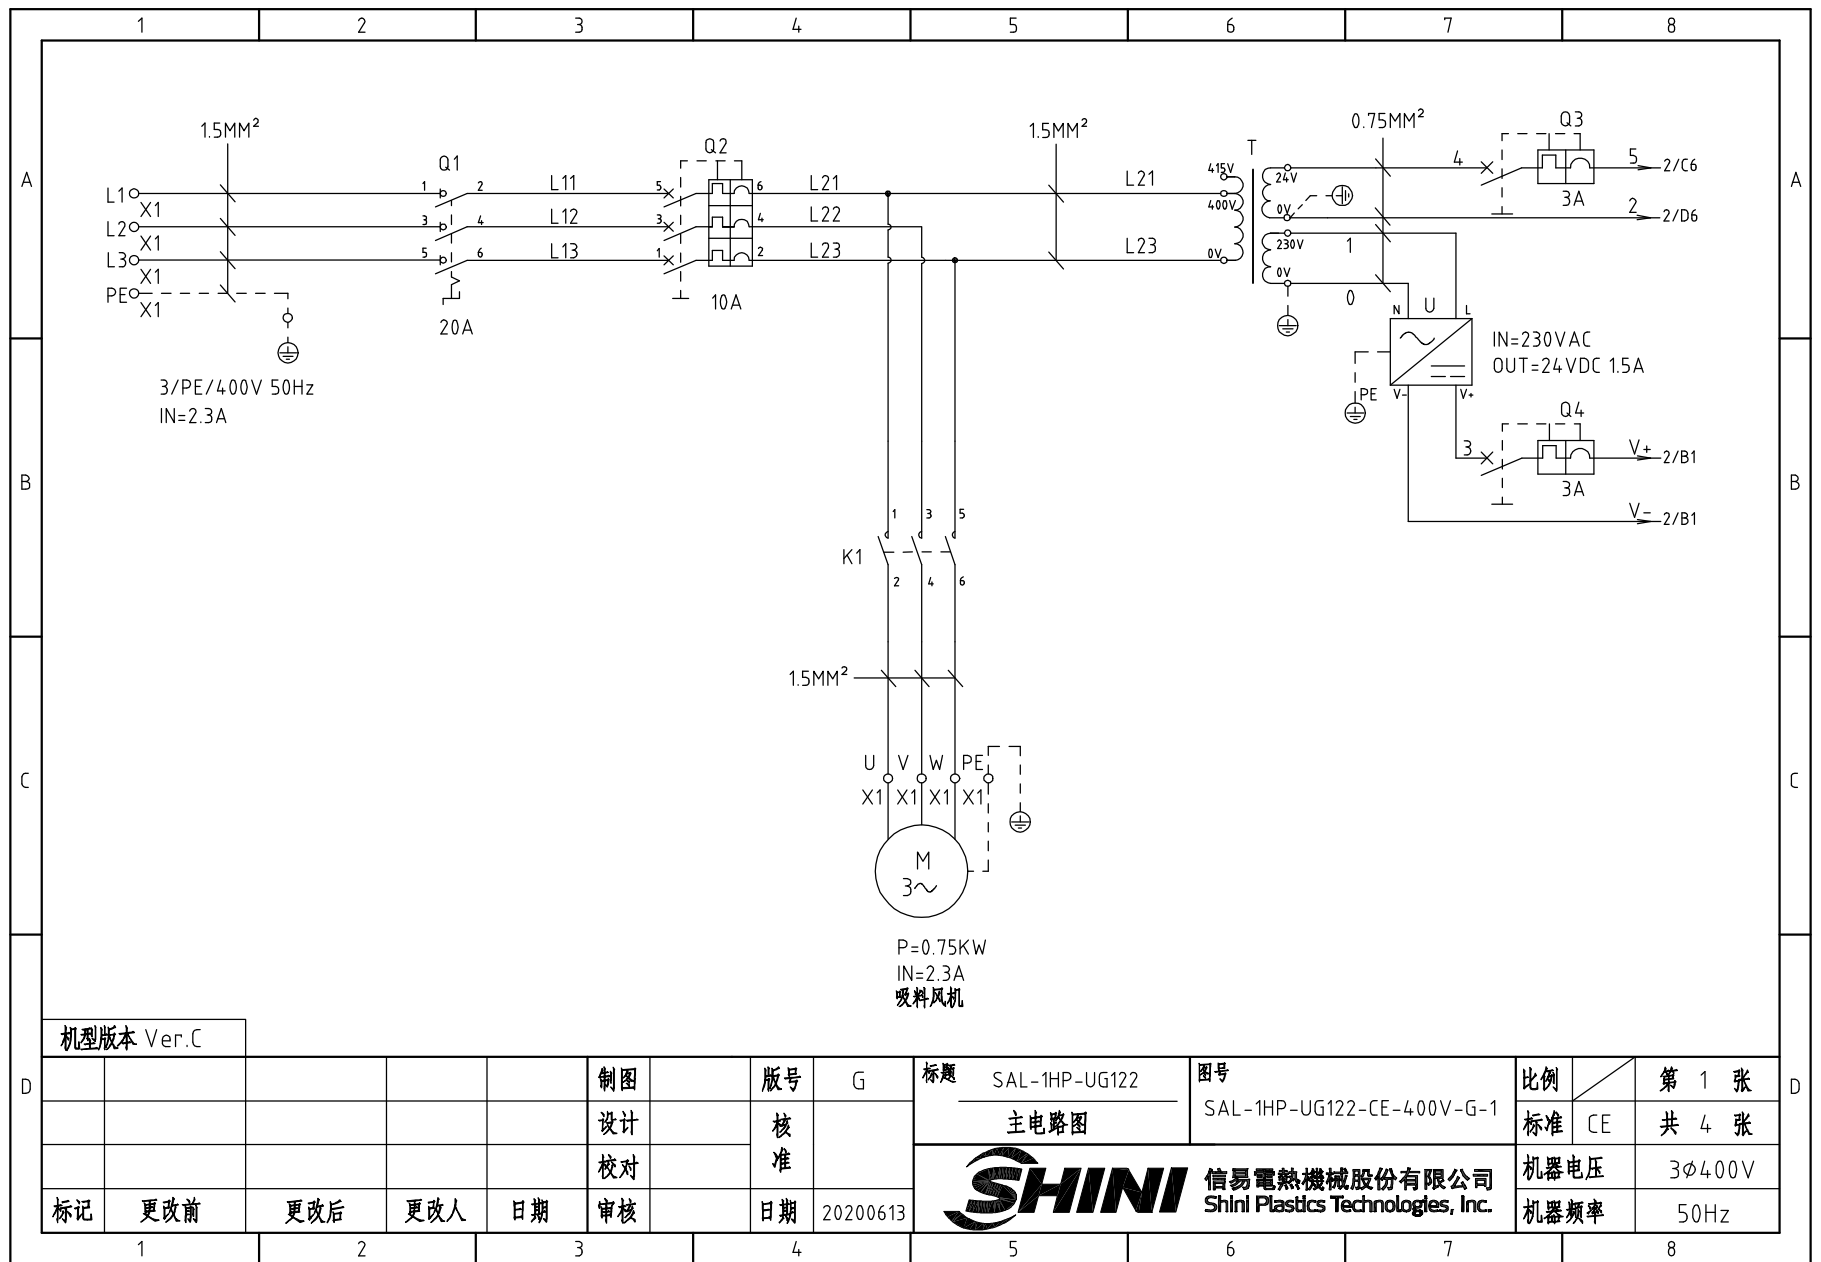 1 2 3 4 5 6 7 8
A A
B B
C C
D D
1.5MM²
L1 X1
L2 X1
L3 X1
PE X1
3/PE/400V 50Hz
IN=2.3A
Q1
1 2
3 4
5 6
20A
L11
L12
L13
Q2
5 6
3 4
1 2
10A
L21
L22
L23
1.5MM²
L21
L23
T
415V
400V
0V
24V
0V
230V
0V
0.75MM²
4
1
0
Q3
3A
5 2/C6
2 2/D6
N U L
IN=230VAC
OUT=24VDC 1.5A
PE
V- V+
3
Q4
3A
V+ 2/B1
V- 2/B1
K1
1 3 5
2 4 6
1.5MM²
U V W PE
X1 X1 X1 X1
M
3~
P=0.75KW
IN=2.3A
吸料风机
机型版本 Ver.C
标记 更改前 更改后 更改人 日期
制图
设计
校对
审核
版号 G
核
准
日期 20200613
标题 SAL-1HP-UG122
主电路图
图号
SAL-1HP-UG122-CE-400V-G-1
SHINI
信易電熱機械股份有限公司
Shini Plastics Technologies, Inc.
比例
第 1 张
标准 CE
共 4 张
机器电压 3Φ400V
机器频率 50Hz
1 2 3 4 5 6 7 8